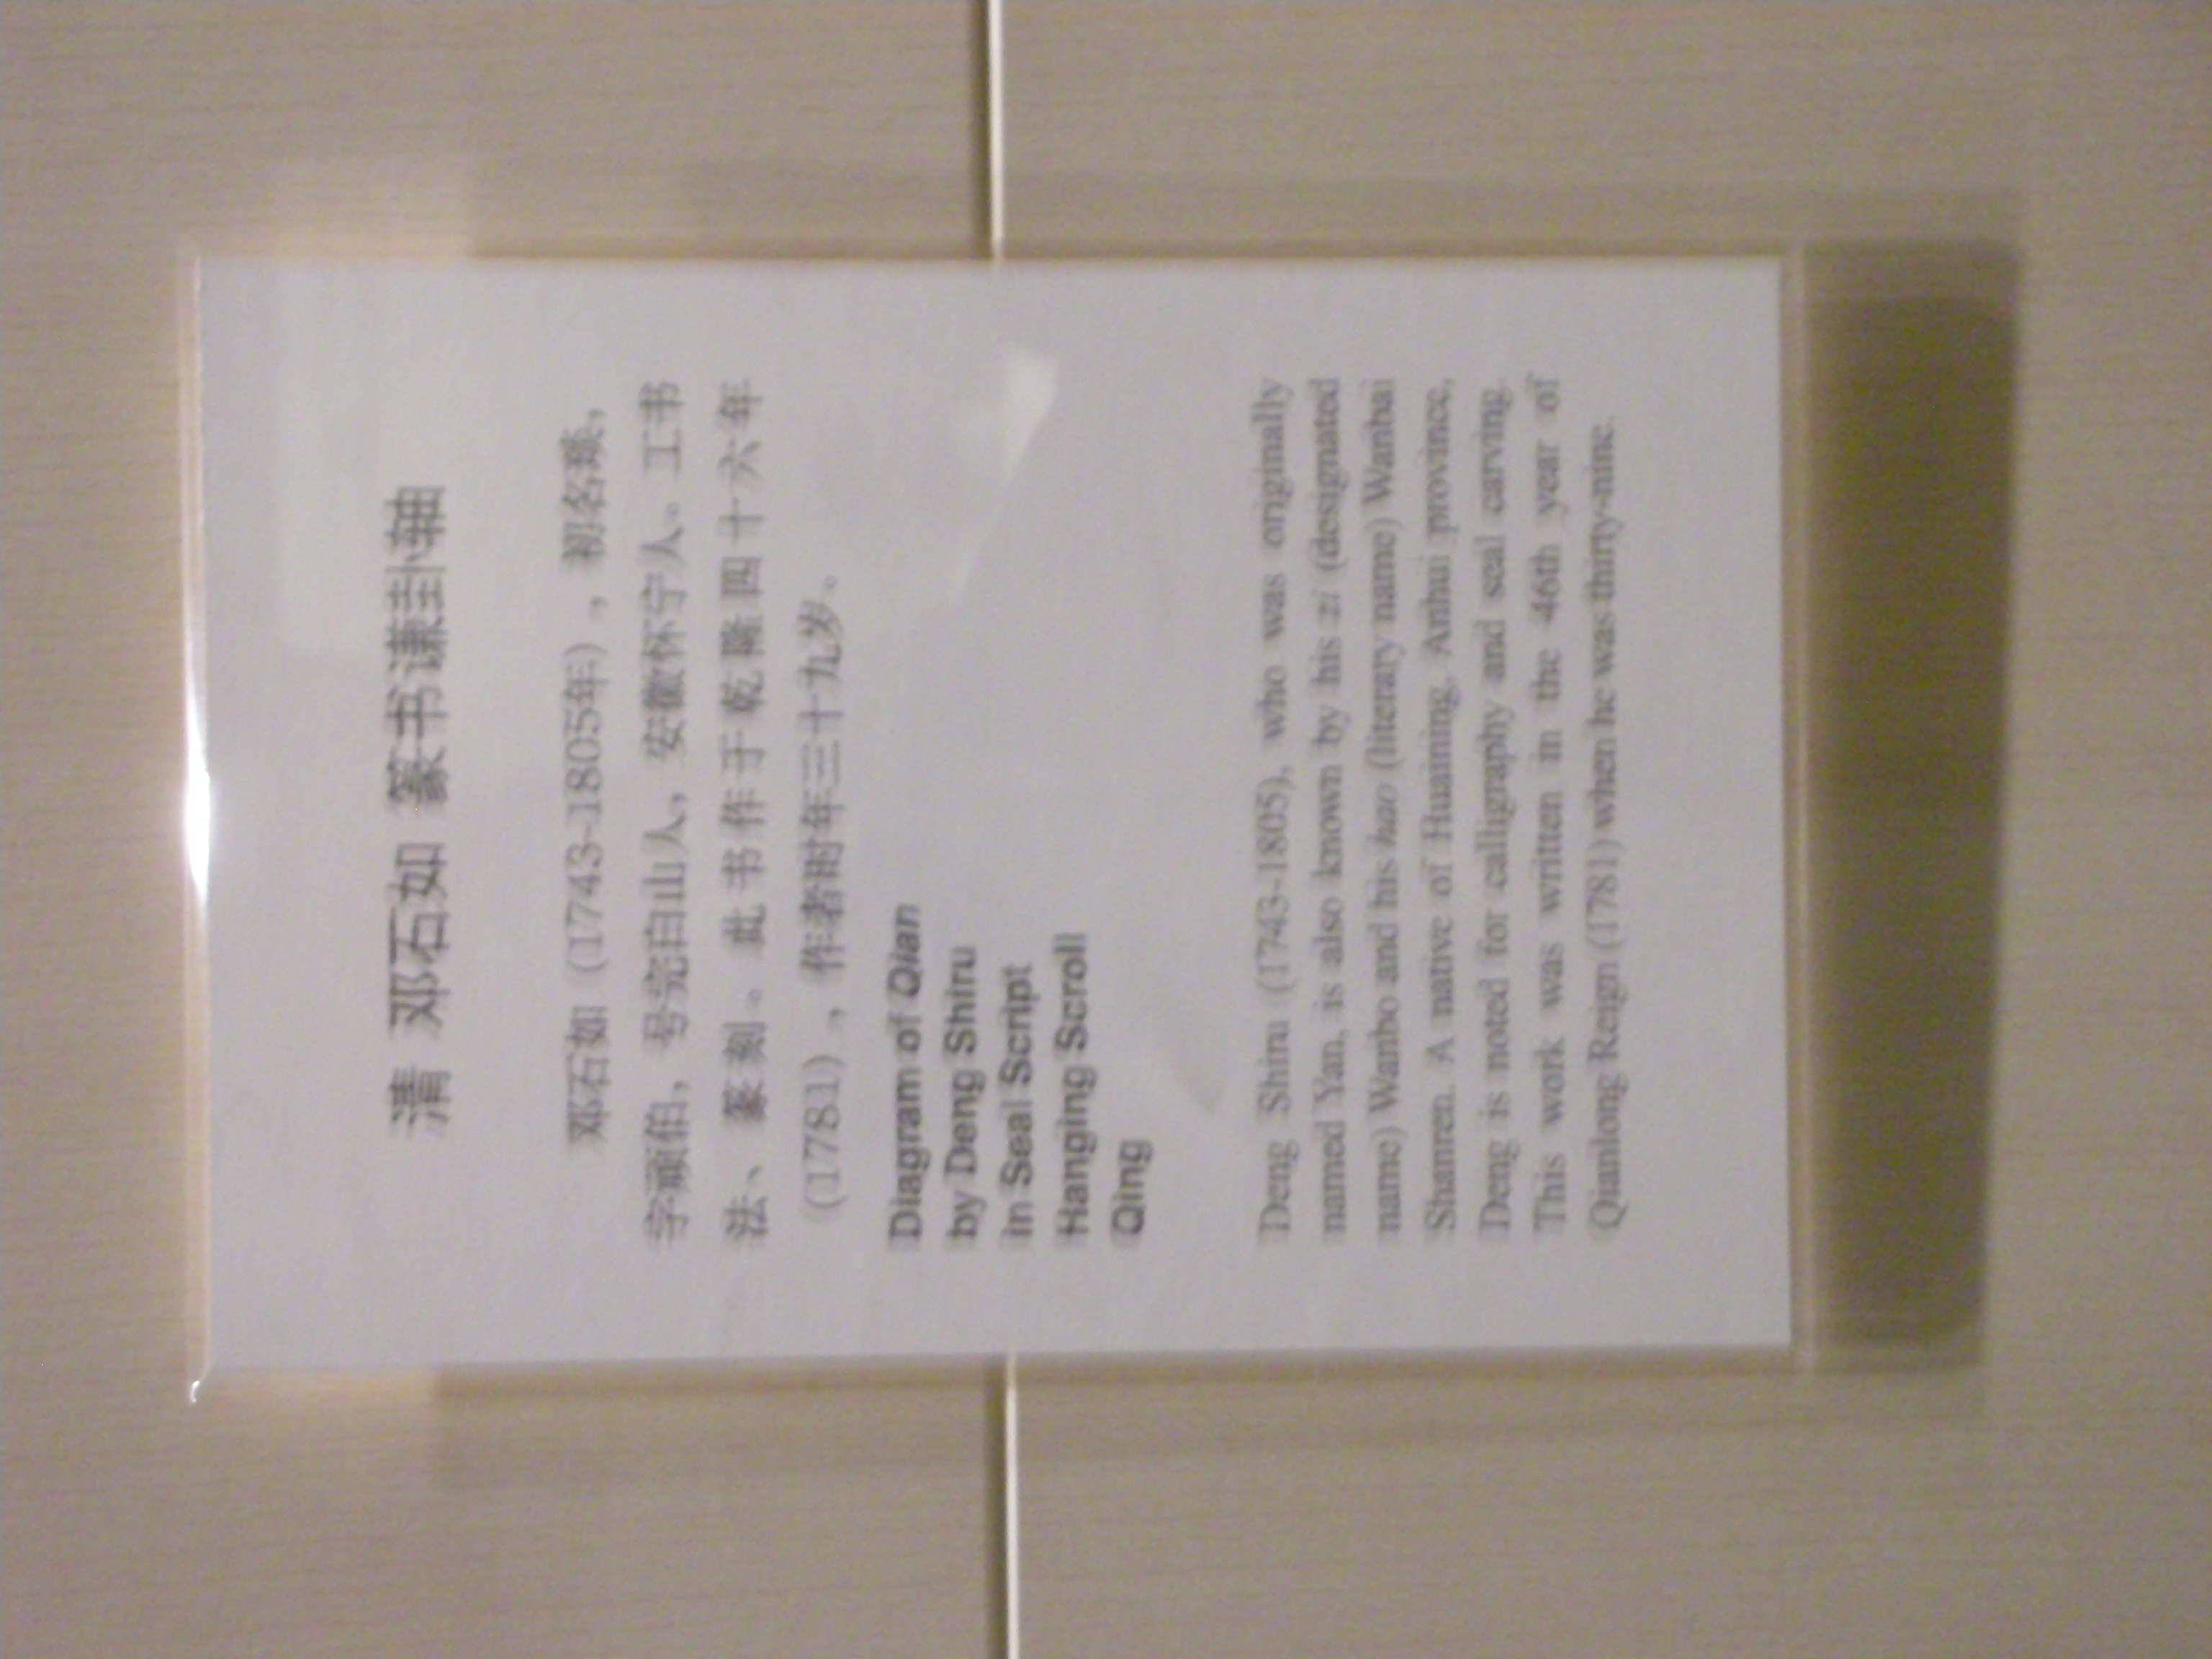 清 邓石如 篆书谦卦轴
邓石如（1743-1805年），初名琰，
字顽伯，号完白山人，安徽怀宁人。工书
法、篆刻。此书作于乾隆四十六年
（1781），作者时年三十九岁。
Diagram of Qian
by Deng Shiru
in Seal Script
Hanging Scroll
Qing
Deng Shiru (1743-1805), who was originally
named Yan, is also known by his zi (designated
name) Wanbo and his hao (literary name) Wanbai
Shanren. A native of Huaining, Anhui province,
Deng is noted for calligraphy and seal carving.
This work was written in the 46th year of
Qianlong Reign (1781) when he was thirty-nine.